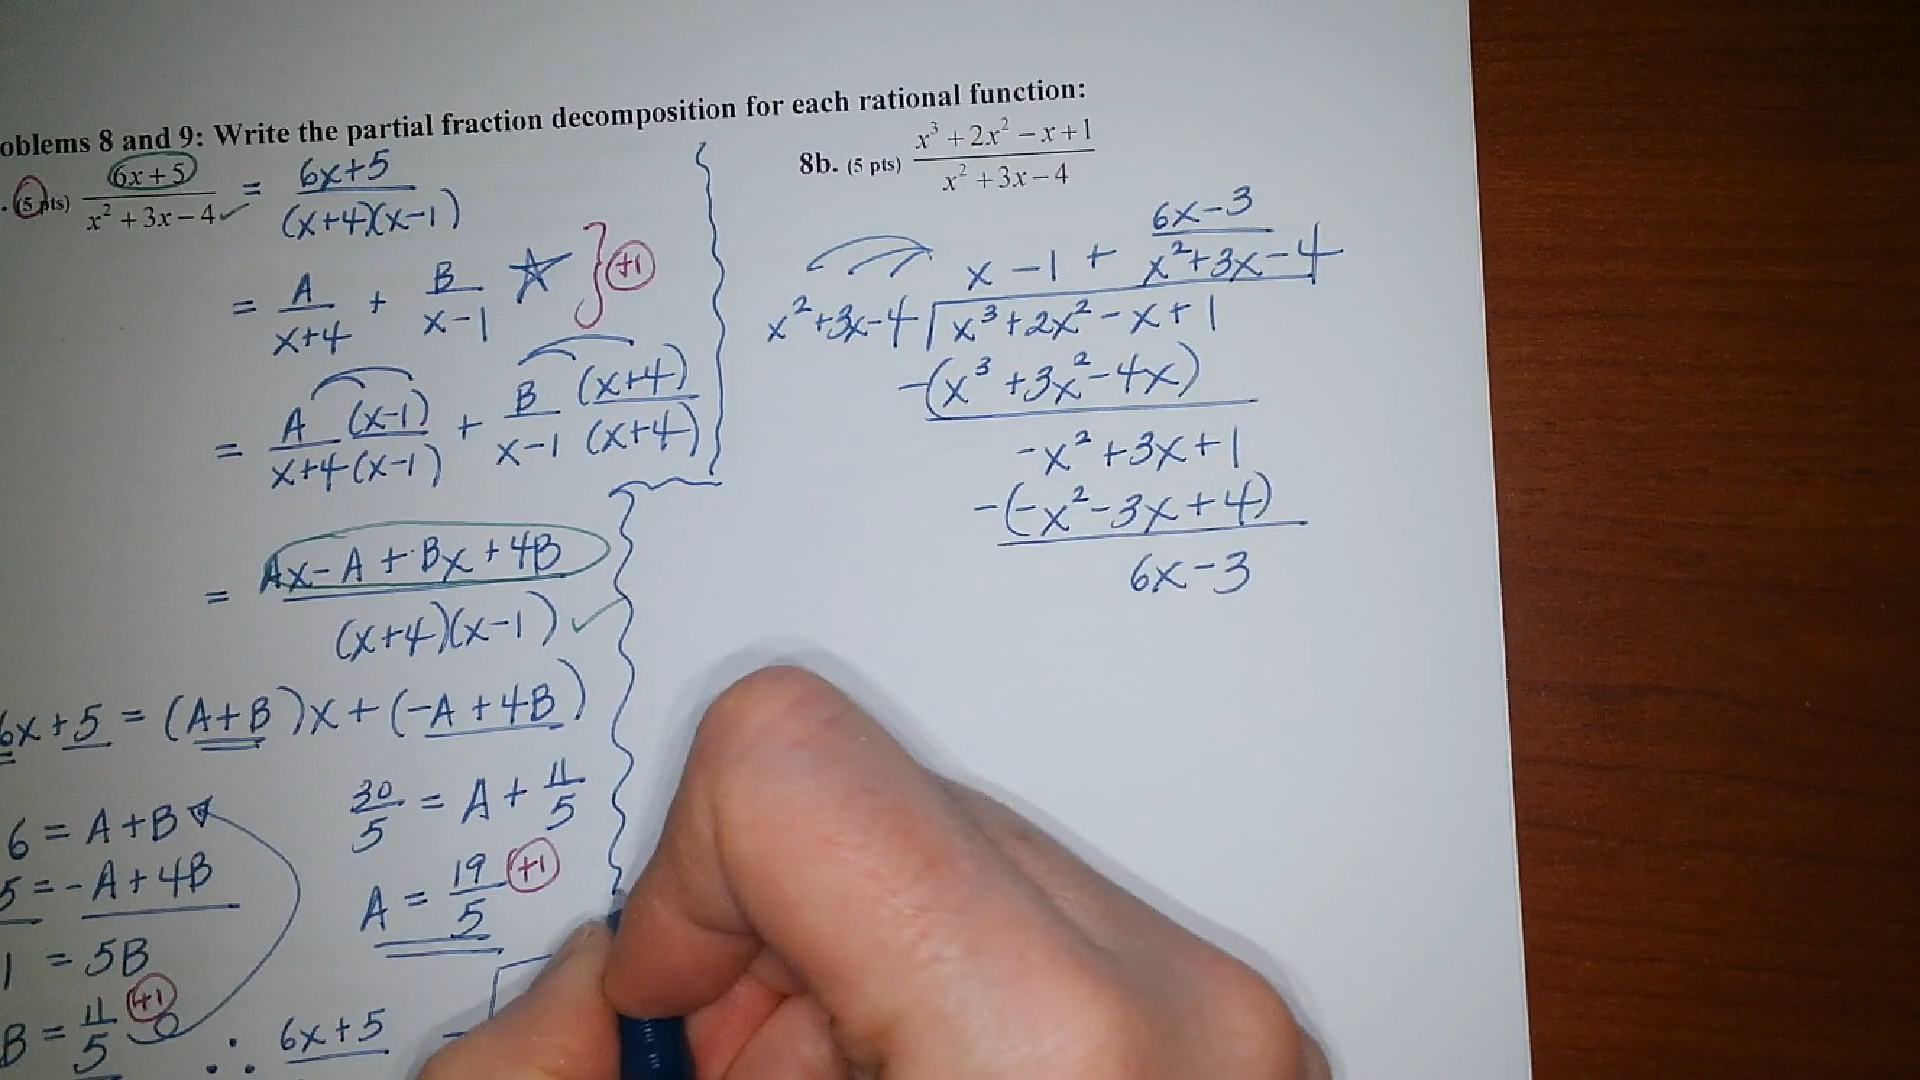 oblems 8 and 9: Write the partial fraction decomposition for each rational function:
. (5 pts) (6x + 5)/(x² + 3x − 4) ✓ = (6x+5)/((x+4)(x-1))
= A/(x+4) + B/(x-1) ☆ } +1
= A(x-1)/(x+4(x-1)) + B(x+4)/(x-1(x+4))
= (Ax-A+Bx+4B)/((x+4)(x-1)) ✓
6x+5 = (A+B)x+(-A+4B)
6 = A+B
5 = -A+4B
1 = 5B
B = 11/5 +1
30/5 = A + 11/5
A = 19/5 +1
∴ 6x+5
8b. (5 pts) (x³ + 2x² − x + 1)/(x² + 3x − 4)
x - 1 + (6x-3)/(x²+3x-4)
x²+3x-4 x³+2x²-x+1
-(x³+3x²-4x)
-x²+3x+1
-(-x²-3x+4)
6x-3